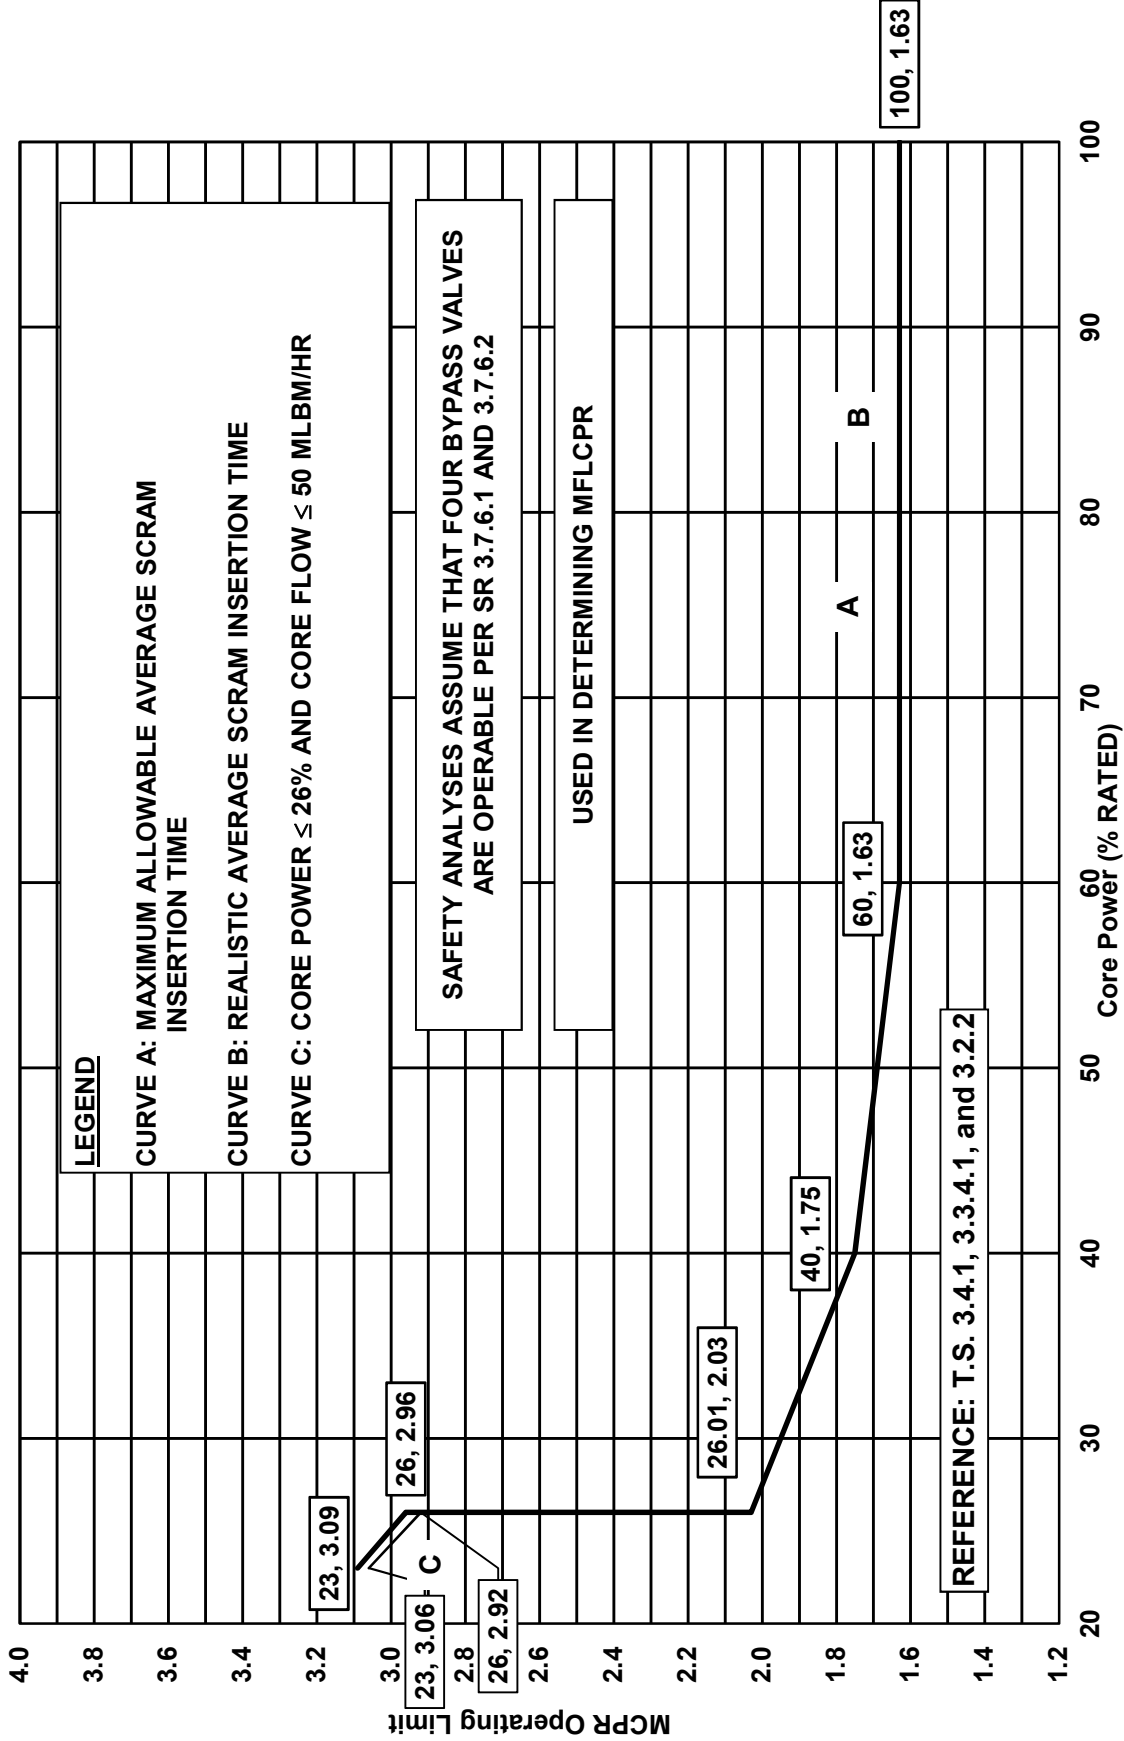 LEGEND
CURVE A: MAXIMUM ALLOWABLE AVERAGE SCRAM
INSERTION TIME
CURVE B: REALISTIC AVERAGE SCRAM INSERTION TIME
CURVE C: CORE POWER ≤ 26% AND CORE FLOW ≤ 50 MLBM/HR
SAFETY ANALYSES ASSUME THAT FOUR BYPASS VALVES
ARE OPERABLE PER SR 3.7.6.1 AND 3.7.6.2
USED IN DETERMINING MFLCPR
MCPR Operating Limit
4.0
3.8
3.6
3.4
3.2
3.0
2.8
2.6
2.4
2.2
2.0
1.8
1.6
1.4
1.2
23, 3.09
26, 2.96
23, 3.06
C
26, 2.92
26.01, 2.03
40, 1.75
60, 1.63
A
B
100, 1.63
REFERENCE: T.S. 3.4.1, 3.3.4.1, and 3.2.2
20
30
40
50
60
70
80
90
100
Core Power (% RATED)